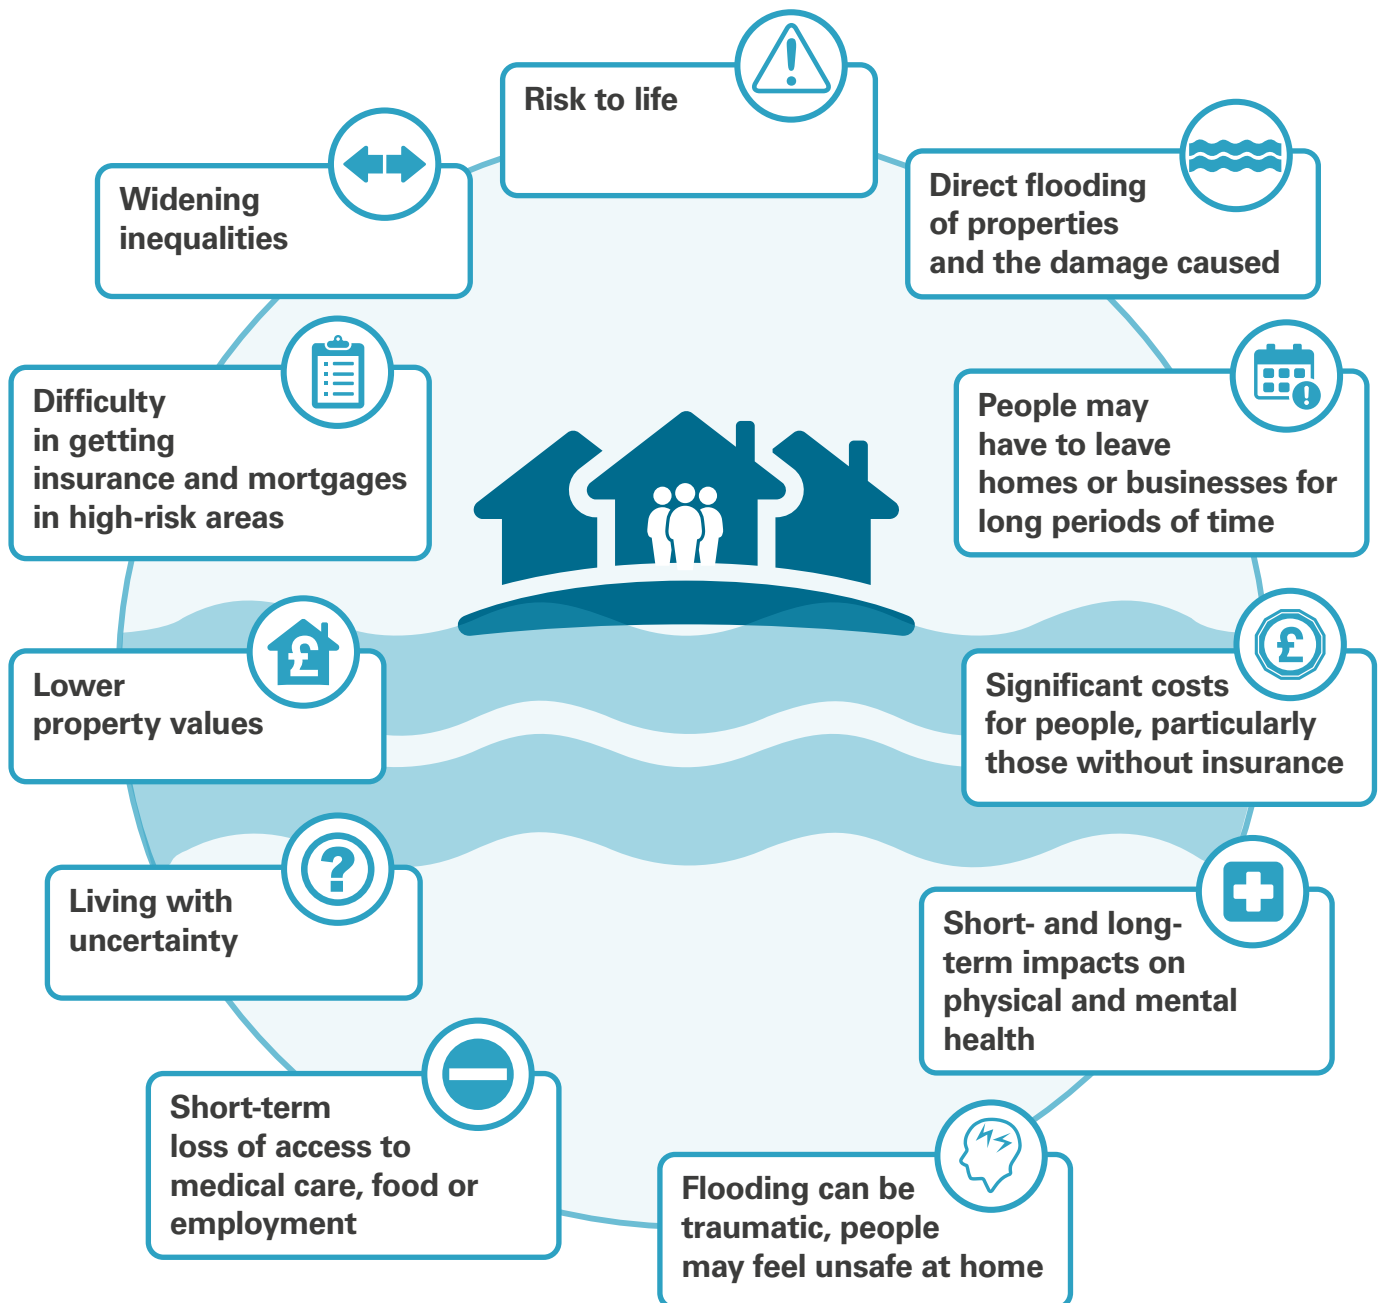 Risk to life
Direct flooding
of properties
and the damage caused
People may
have to leave
homes or businesses for
long periods of time
£
Significant costs
for people, particularly
those without insurance
Short- and long-
term impacts on
physical and mental
health
Flooding can be
traumatic, people
may feel unsafe at home
Short-term
loss of access to
medical care, food or
employment
?
Living with
uncertainty
£
Lower
property values
Difficulty
in getting
insurance and mortgages
in high-risk areas
Widening
inequalities